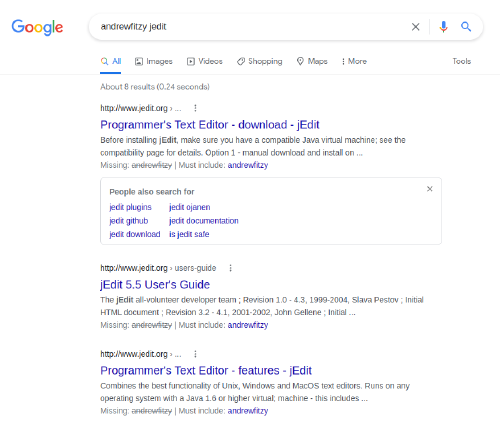 Google
andrewfitzy jedit
All Images Videos Shopping Maps More Tools
About 8 results (0.24 seconds)
http://www.jedit.org › ...
Programmer's Text Editor - download - jEdit
Before installing jEdit, make sure you have a compatible Java virtual machine; see the
compatibility page for details. Option 1 - manual download and install on ...
Missing: andrewfitzy | Must include: andrewfitzy
People also search for
jedit plugins jedit ojanen
jedit github jedit documentation
jedit download is jedit safe
http://www.jedit.org › users-guide
jEdit 5.5 User's Guide
The jEdit all-volunteer developer team ; Revision 1.0 - 4.3, 1999-2004, Slava Pestov ; Initial
HTML document ; Revision 3.2 - 4.1, 2001-2002, John Gellene ; Initial ...
Missing: andrewfitzy | Must include: andrewfitzy
http://www.jedit.org › ...
Programmer's Text Editor - features - jEdit
Combines the best functionality of Unix, Windows and MacOS text editors. Runs on any
operating system with a Java 1.6 or higher virtual; machine - this includes ...
Missing: andrewfitzy | Must include: andrewfitzy